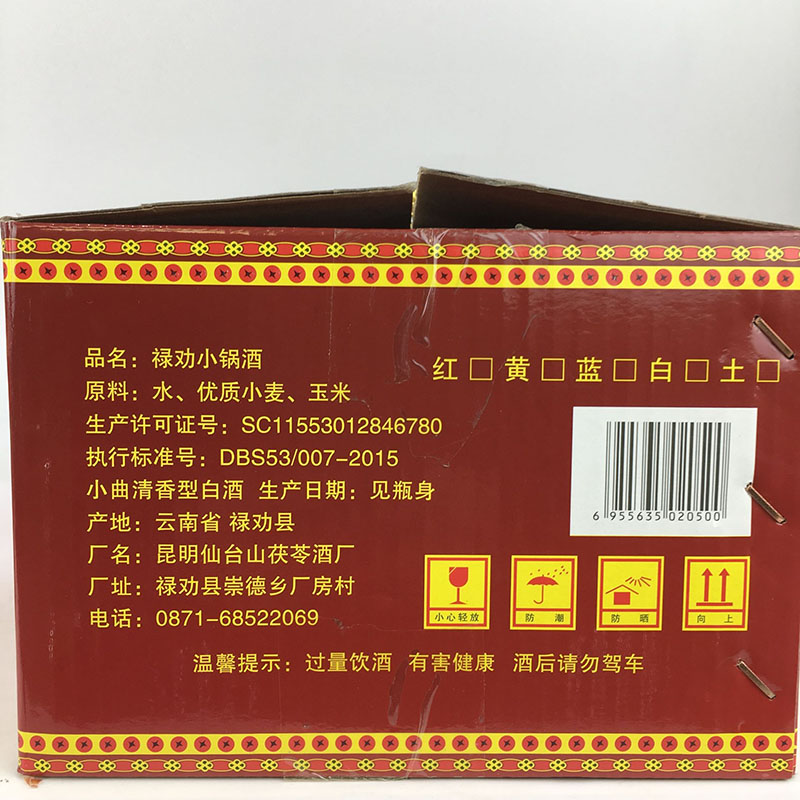 品名：禄劝小锅酒
原料：水、优质小麦、玉米
生产许可证号：SC11553012846780
执行标准号：DBS53/007-2015
小曲清香型白酒 生产日期：见瓶身
产地：云南省 禄劝县
厂名：昆明仙台山茯苓酒厂
厂址：禄劝县崇德乡厂房村
电话：0871-68522069
红□黄□蓝□白□土□
6 955635 020500
小心轻放
防潮
防晒
向上
温馨提示：过量饮酒 有害健康 酒后请勿驾车